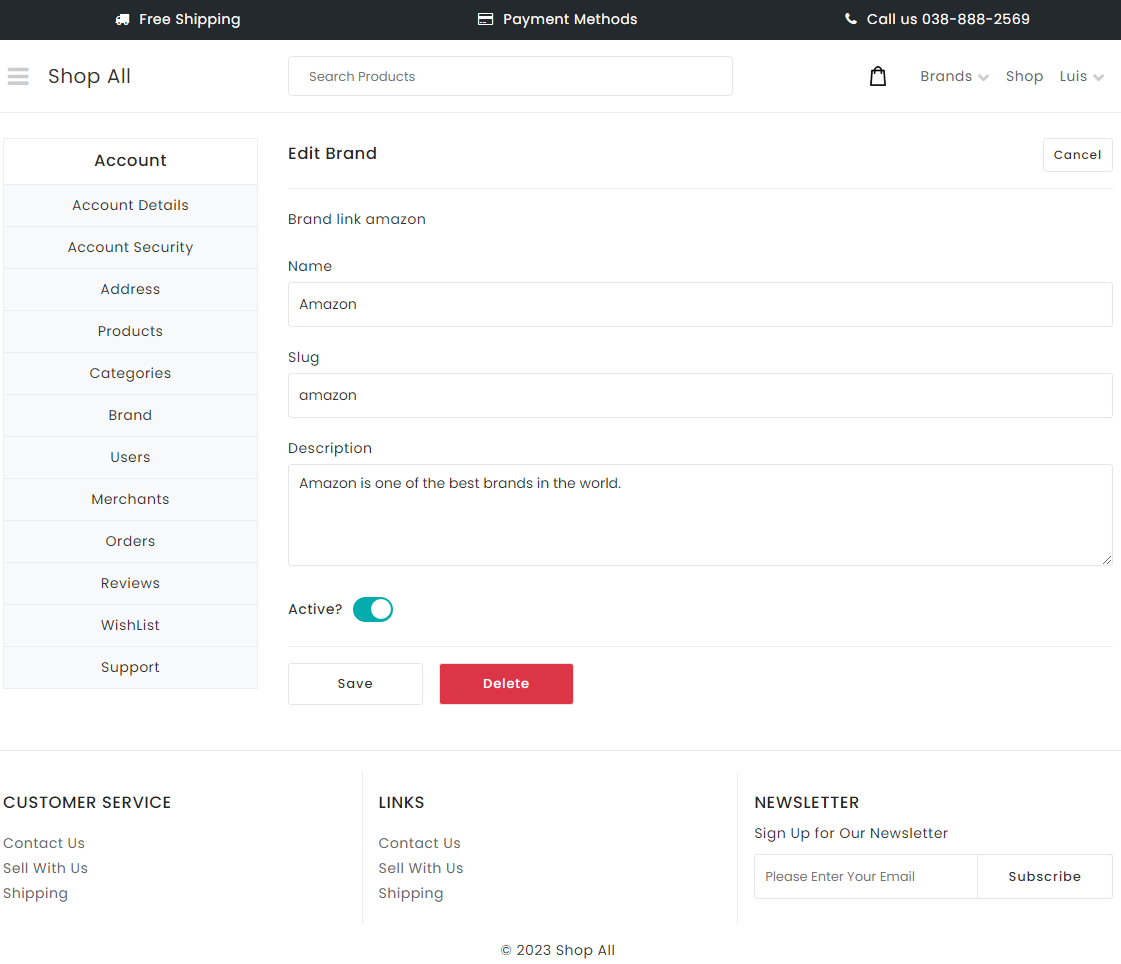 Free Shipping
Payment Methods
Call us 038-888-2569
Shop All
Search Products
Brands
Shop
Luis
Account
Account Details
Account Security
Address
Products
Categories
Brand
Users
Merchants
Orders
Reviews
WishList
Support
Edit Brand
Cancel
Brand link amazon
Name
Amazon
Slug
amazon
Description
Amazon is one of the best brands in the world.
Active?
Save
Delete
CUSTOMER SERVICE
Contact Us
Sell With Us
Shipping
LINKS
Contact Us
Sell With Us
Shipping
NEWSLETTER
Sign Up for Our Newsletter
Please Enter Your Email
Subscribe
© 2023 Shop All